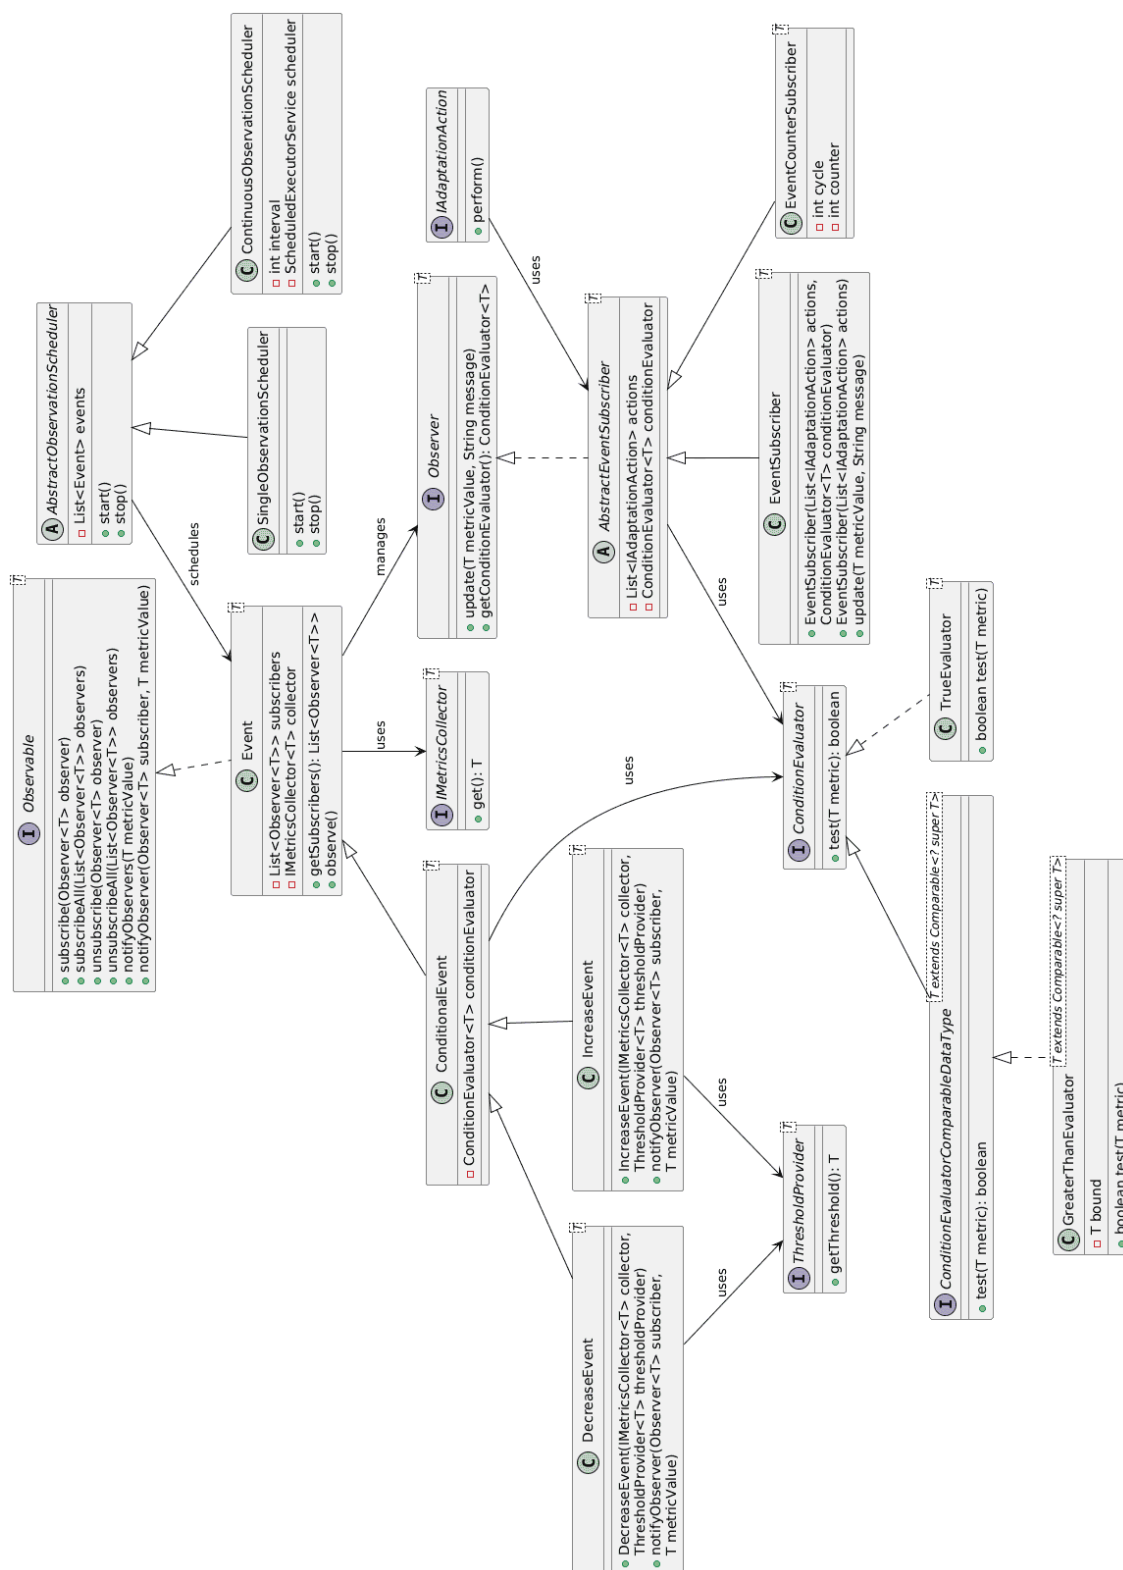 I Observable
T
subscribe(Observer<T> observer)
subscribeAll(List<Observer<T>> observers)
unsubscribe(Observer<T> observer)
unsubscribeAll(List<Observer<T>> observers)
notifyObservers(T metricValue)
notifyObserver(Observer<T> subscriber, T metricValue)
A AbstractObservationScheduler
List<Event> events
start()
stop()
C ContinuousObservationScheduler
int interval
ScheduledExecutorService scheduler
start()
stop()
C SingleObservationScheduler
start()
stop()
schedules
C Event
T
List<Observer<T>> subscribers
IMetricsCollector<T> collector
getSubscribers(): List<Observer<T>>
observe()
manages
uses
I IAdaptationAction
perform()
uses
I Observer
T
update(T metricValue, String message)
getConditionEvaluator(): ConditionEvaluator<T>
I IMetricsCollector
T
get(): T
C ConditionalEvent
T
ConditionEvaluator<T> conditionEvaluator
uses
A AbstractEventSubscriber
T
List<IAdaptationAction> actions
ConditionEvaluator<T> conditionEvaluator
uses
C IncreaseEvent
T
IncreaseEvent(IMetricsCollector<T> collector,
ThresholdProvider<T> thresholdProvider)
notifyObserver(Observer<T> subscriber,
T metricValue)
uses
C DecreaseEvent
T
DecreaseEvent(IMetricsCollector<T> collector,
ThresholdProvider<T> thresholdProvider)
notifyObserver(Observer<T> subscriber,
T metricValue)
uses
C EventCounterSubscriber
T
int cycle
int counter
C EventSubscriber
T
EventSubscriber(List<IAdaptationAction> actions,
ConditionEvaluator<T> conditionEvaluator)
EventSubscriber(List<IAdaptationAction> actions)
update(T metricValue, String message)
I ConditionEvaluator
T
test(T metric): boolean
I ThresholdProvider
T
getThreshold(): T
C TrueEvaluator
T
boolean test(T metric)
I ConditionEvaluatorComparableDataType
T extends Comparable<? super T>
test(T metric): boolean
C GreaterThanEvaluator
T extends Comparable<? super T>
T bound
boolean test(T metric)